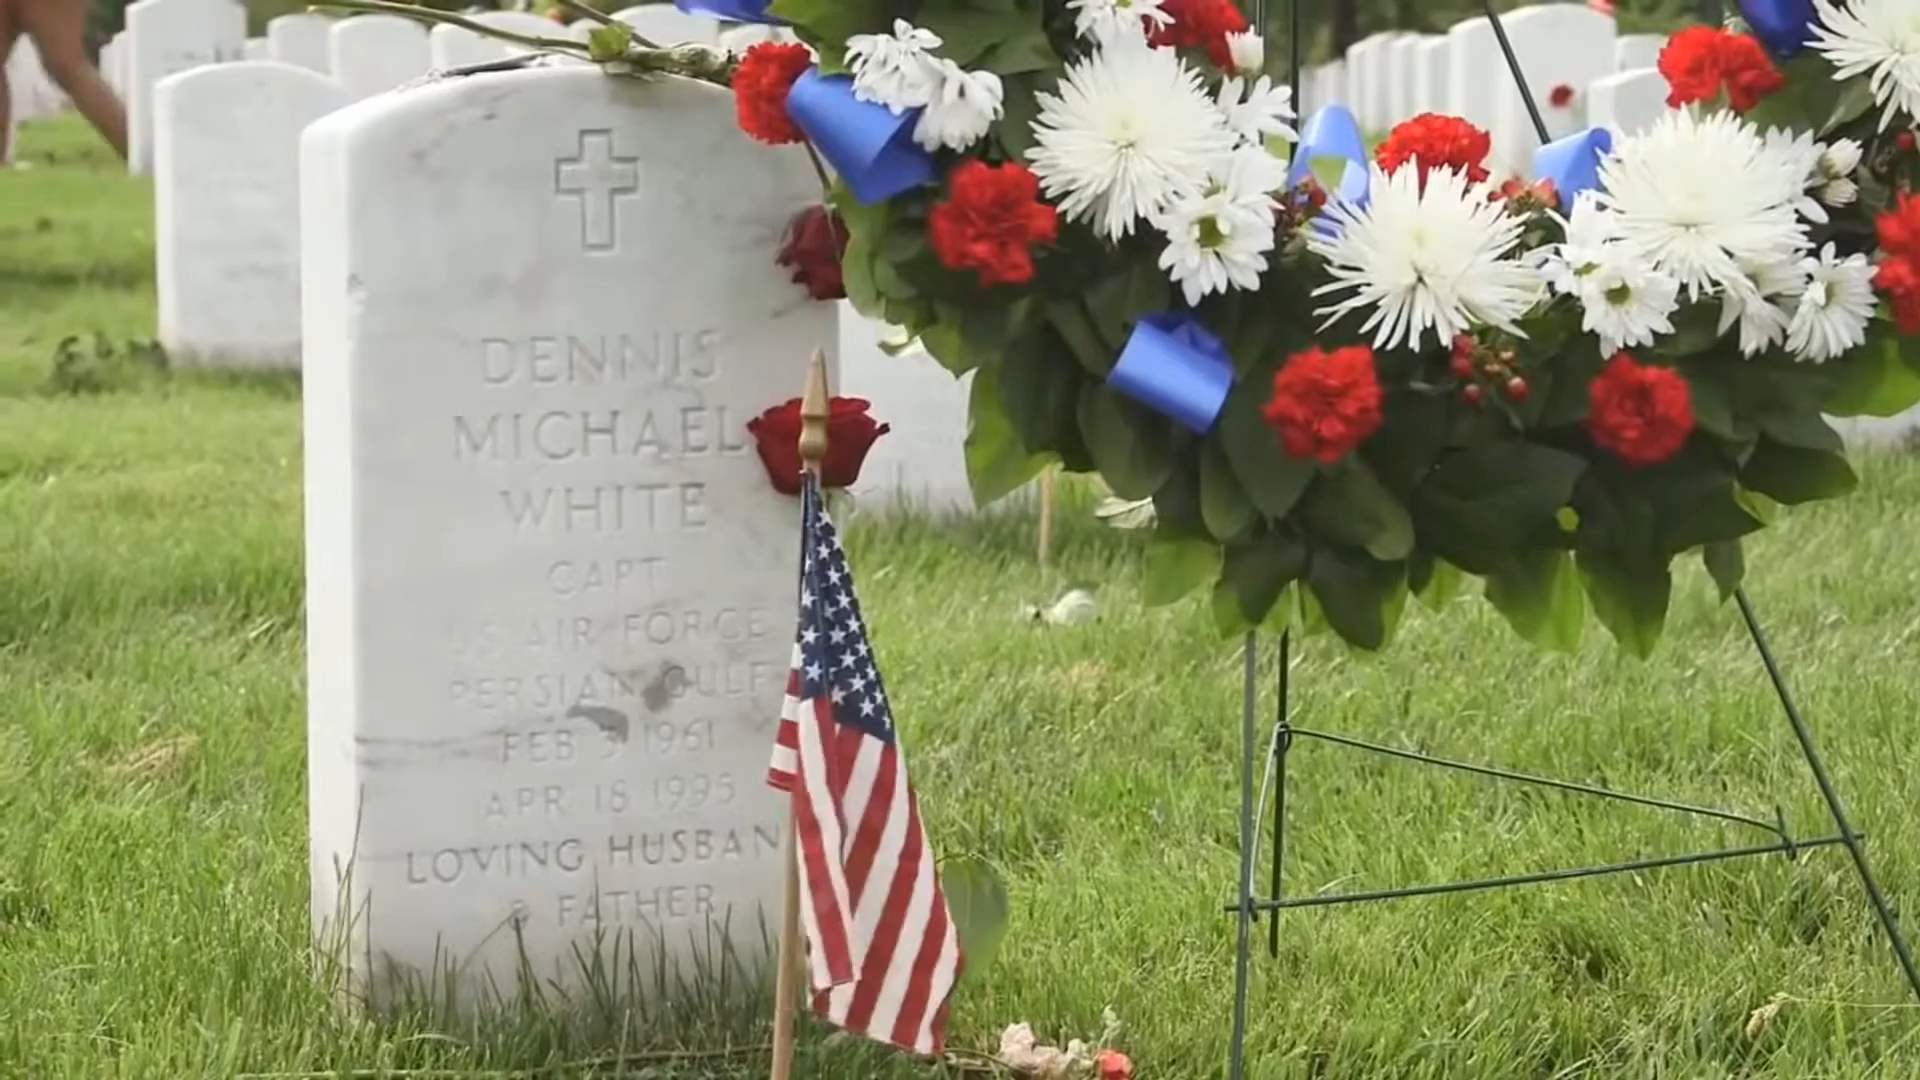 DENNIS
MICHAEL
WHITE
CAPT
US AIR FORCE
PERSIAN GULF
FEB 3 1961
APR 18 1995
LOVING HUSBAN
& FATHER